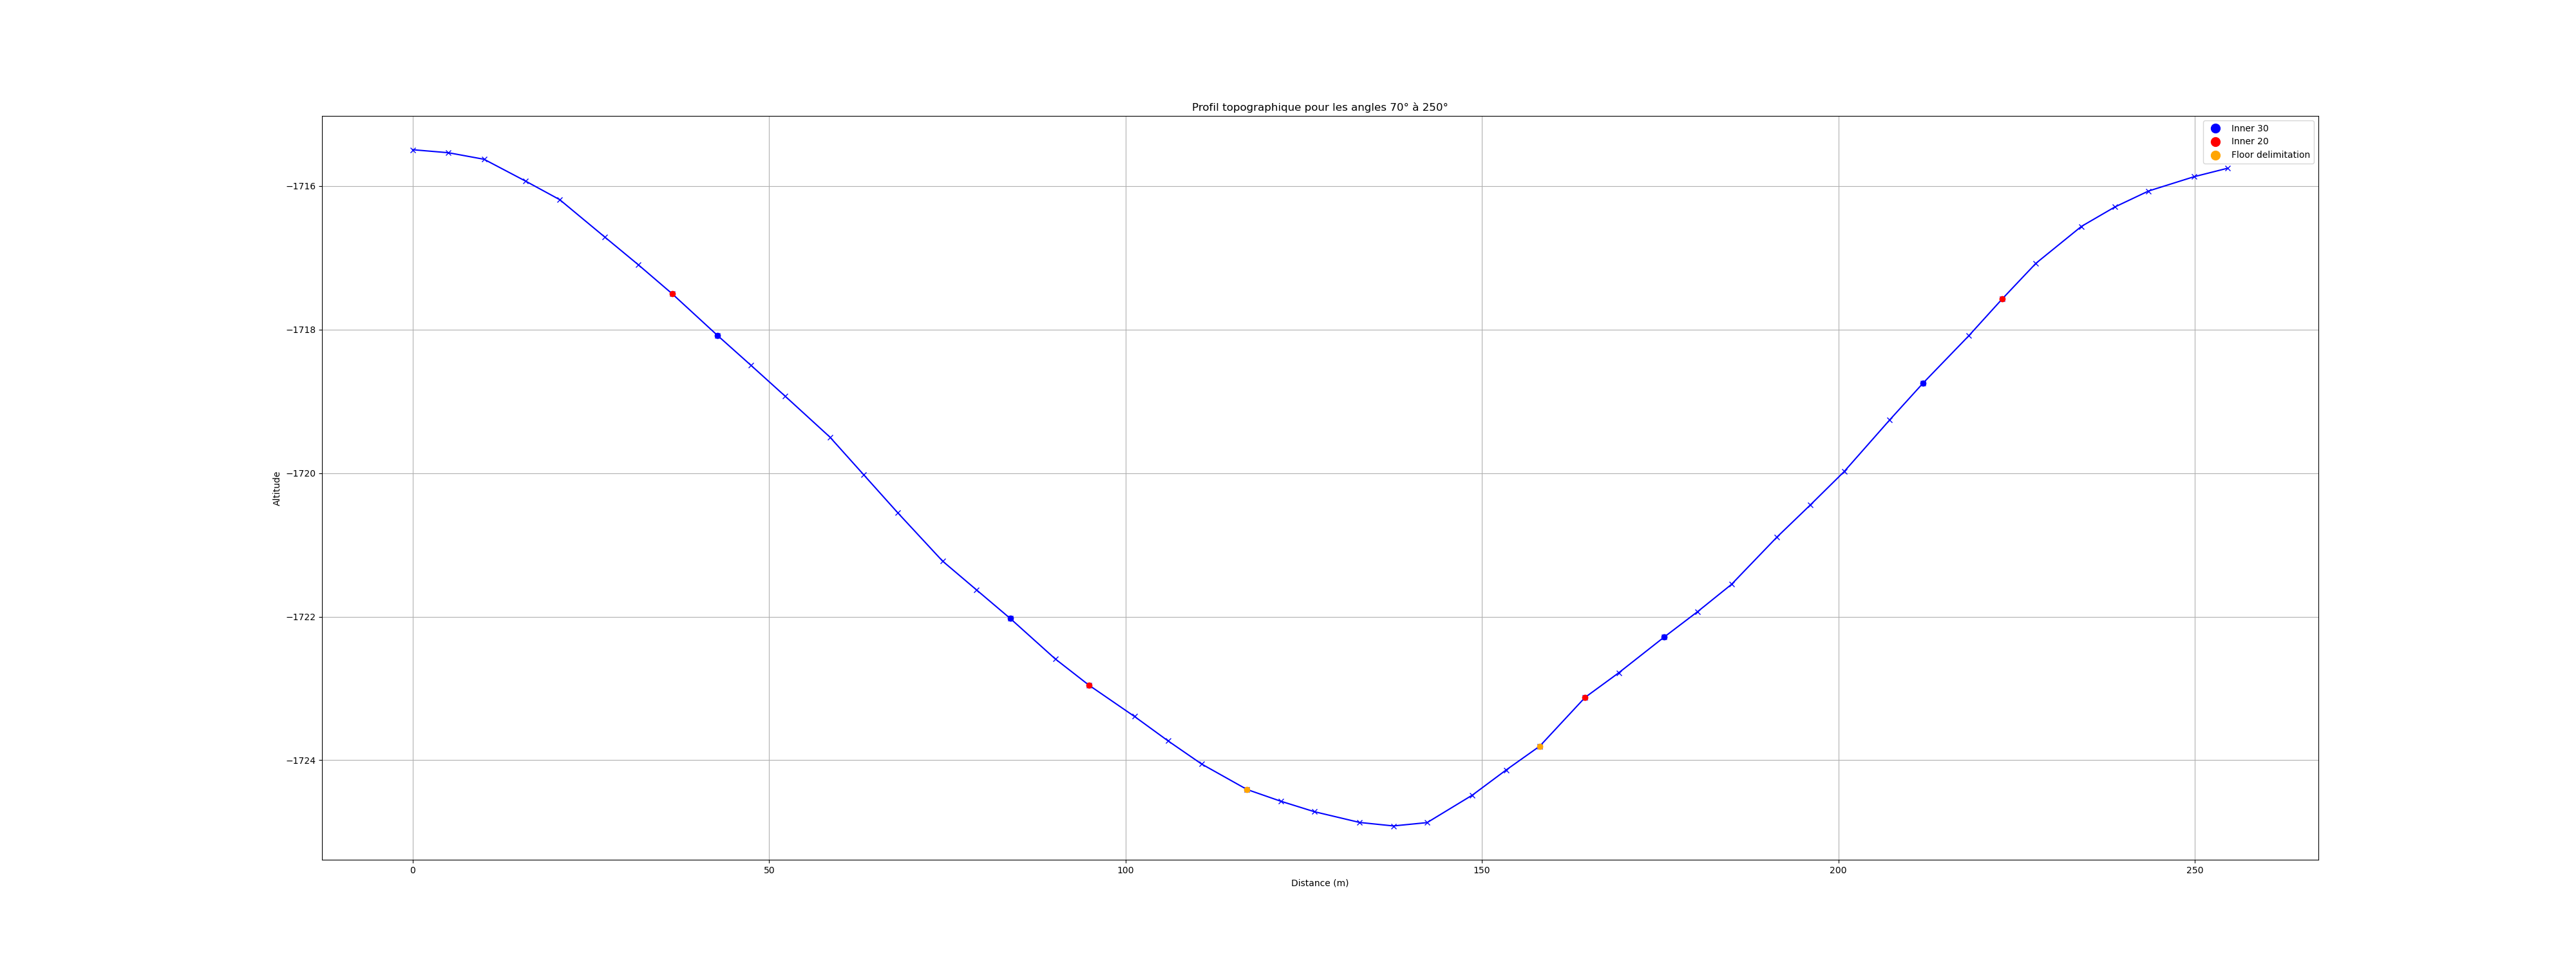 Profil topographique pour les angles 70° à 250°
Inner 30
Inner 20
Floor delimitation
−1716
−1718
−1720
−1722
−1724
Altitude
0 50 100 150 200 250
Distance (m)